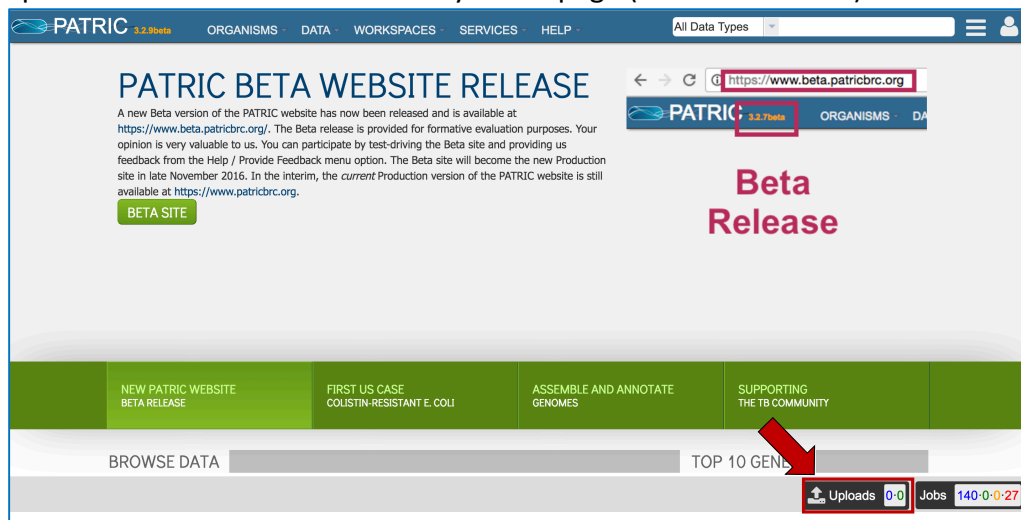 PATRIC 3.2.9beta ORGANISMS DATA WORKSPACES SERVICES HELP All Data Types
PATRIC BETA WEBSITE RELEASE
A new Beta version of the PATRIC website has now been released and is available at
https://www.beta.patricbrc.org/. The Beta release is provided for formative evaluation purposes. Your
opinion is very valuable to us. You can participate by test-driving the Beta site and providing us
feedback from the Help / Provide Feedback menu option. The Beta site will become the new Production
site in late November 2016. In the interim, the current Production version of the PATRIC website is still
available at https://www.patricbrc.org.
BETA SITE
https://www.beta.patricbrc.org
PATRIC 3.2.7beta ORGANISMS DA
Beta
Release
NEW PATRIC WEBSITE
BETA RELEASE
FIRST US CASE
COLISTIN-RESISTANT E. COLI
ASSEMBLE AND ANNOTATE
GENOMES
SUPPORTING
THE TB COMMUNITY
BROWSE DATA
TOP 10 GEN
Uploads 0·0 Jobs 140·0·0·27